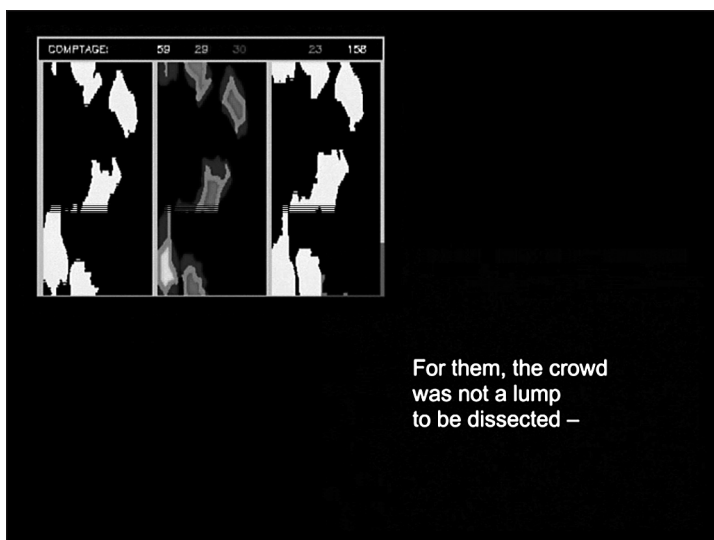 COMPTAGE: 59 29 30 23 158
For them, the crowd
was not a lump
to be dissected –